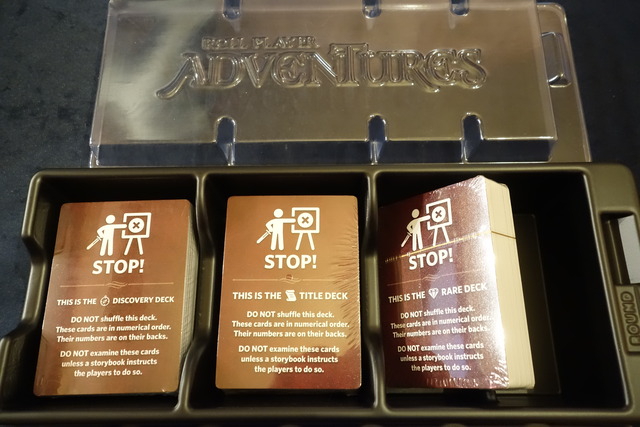 ROLL PLAYER
ADVENTURES
STOP!
THIS IS THE DISCOVERY DECK
DO NOT shuffle this deck.
These cards are in numerical order.
Their numbers are on their backs.
DO NOT examine these cards
unless a storybook instructs
the players to do so.
STOP!
THIS IS THE TITLE DECK
DO NOT shuffle this deck.
These cards are in numerical order.
Their numbers are on their backs.
DO NOT examine these cards
unless a storybook instructs
the players to do so.
STOP!
THIS IS THE RARE DECK
DO NOT shuffle this deck.
These cards are in numerical order.
Their numbers are on their backs.
DO NOT examine these cards
unless a storybook instructs
the players to do so.